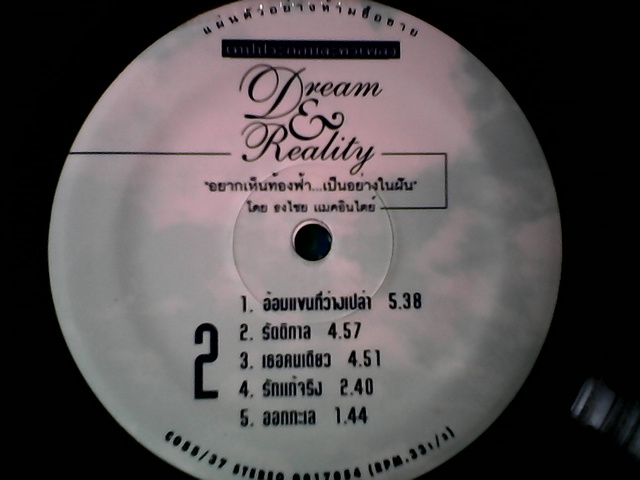 แผ่นตัวอย่างห้ามซื้อขาย
Dream
&
Reality
"อยากเห็นท้องฟ้า...เป็นอย่างในฝัน"
โดย ธงไชย แมคอินไตย์
2
1. อ้อมแขนที่ว่างเปล่า 5.38
2. รัตติกาล 4.57
3. เธอคนเดียว 4.51
4. รักแท้จริง 2.40
5. ออกทะเล 1.44
STEREO (RPM.33 1/3)